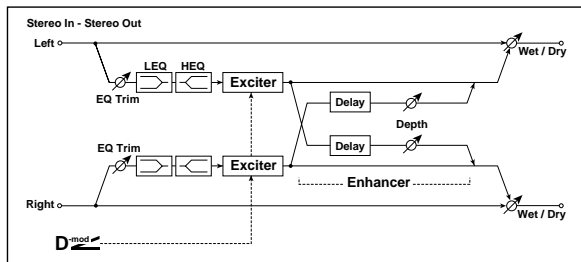 Stereo In - Stereo Out
Left
Wet / Dry
LEQ HEQ
EQ Trim
Exciter
Delay
Depth
Delay
EQ Trim
Exciter
Enhancer
Right
Wet / Dry
D-mod